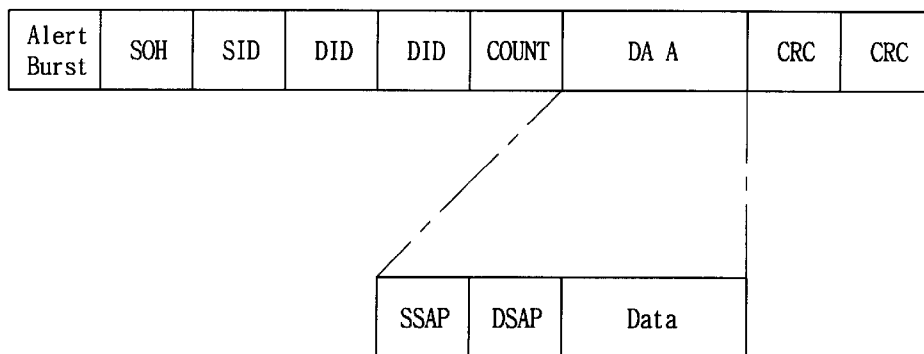 Alert Burst SOH SID DID DID COUNT DA A CRC CRC
SSAP DSAP Data